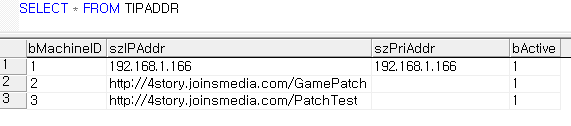 SELECT * FROM TIPADDR
bMachineID szIPAddr szPriAddr bActive
1 1 192.168.1.166 192.168.1.166 1
2 2 http://4story.joinsmedia.com/GamePatch 1
3 3 http://4story.joinsmedia.com/PatchTest 1